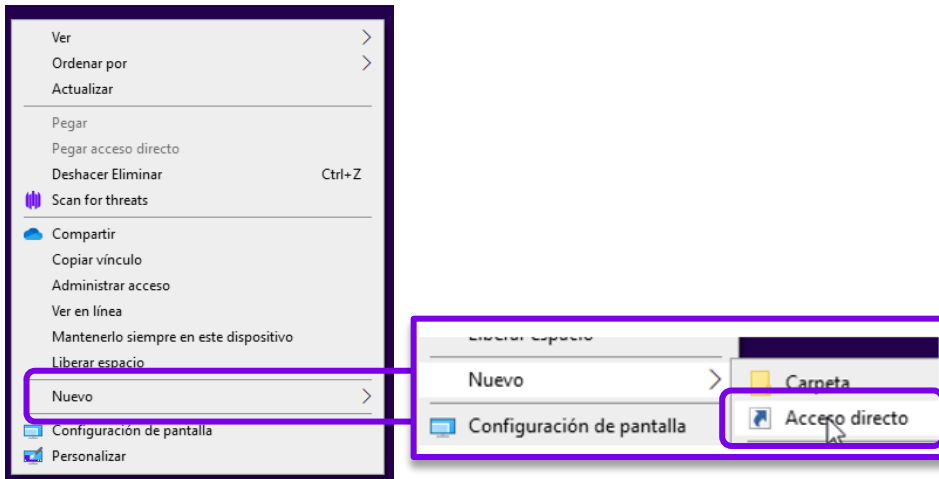 Ver
Ordenar por
Actualizar
Pegar
Pegar acceso directo
Deshacer Eliminar Ctrl+Z
Scan for threats
Compartir
Copiar vínculo
Administrar acceso
Ver en línea
Mantenerlo siempre en este dispositivo
Liberar espacio
Nuevo
Configuración de pantalla
Personalizar
Liberar espacio
Nuevo
Configuración de pantalla
Carpeta
Acceso directo